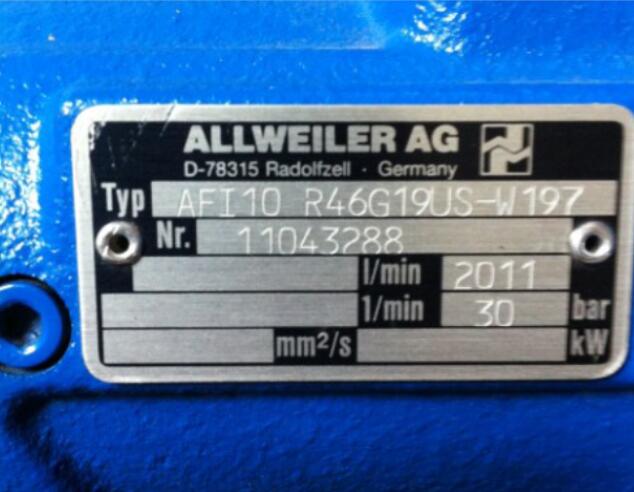 ALLWEILER AG
D-78315 Radolfzell · Germany
Typ AFI10 R46G19US-W197
Nr. 11043288
l/min 2011
1/min 30 bar
mm²/s kW